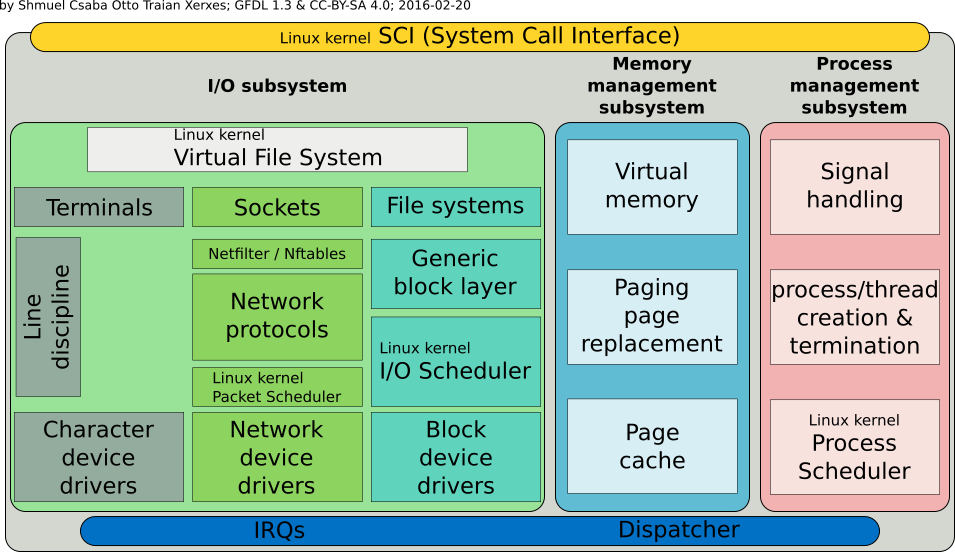 by Shmuel Csaba Otto Traian Xerxes; GFDL 1.3 & CC-BY-SA 4.0; 2016-02-20
Linux kernel SCI (System Call Interface)
I/O subsystem
Memory
management
subsystem
Process
management
subsystem
Linux kernel
Virtual File System
Terminals
Sockets
File systems
Line
discipline
Netfilter / Nftables
Network
protocols
Linux kernel
Packet Scheduler
Generic
block layer
Linux kernel
I/O Scheduler
Character
device
drivers
Network
device
drivers
Block
device
drivers
Virtual
memory
Paging
page
replacement
Page
cache
Signal
handling
process/thread
creation &
termination
Linux kernel
Process
Scheduler
IRQs
Dispatcher